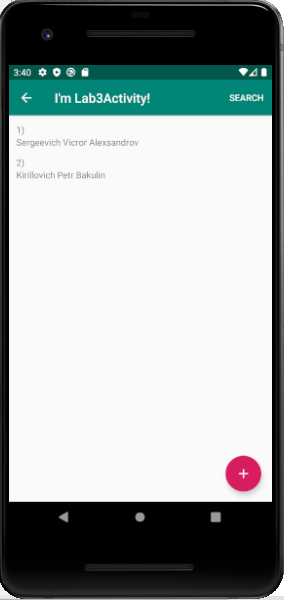 3:40
I'm Lab3Activity!
SEARCH
1)
Sergeevich Vicror Alexsandrov
2)
Kirillovich Petr Bakulin